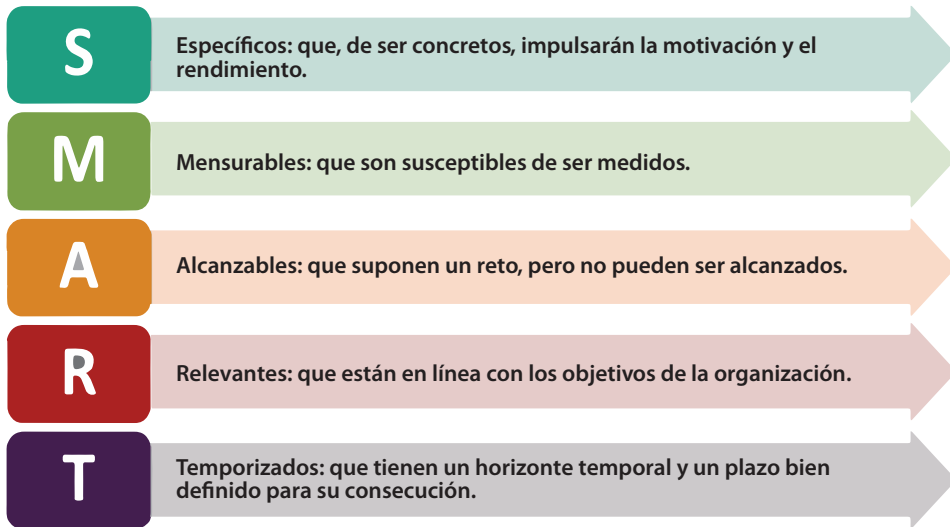 S
Específicos: que, de ser concretos, impulsarán la motivación y el
rendimiento.
M
Mensurables: que son susceptibles de ser medidos.
A
Alcanzables: que suponen un reto, pero no pueden ser alcanzados.
R
Relevantes: que están en línea con los objetivos de la organización.
T
Temporizados: que tienen un horizonte temporal y un plazo bien
definido para su consecución.